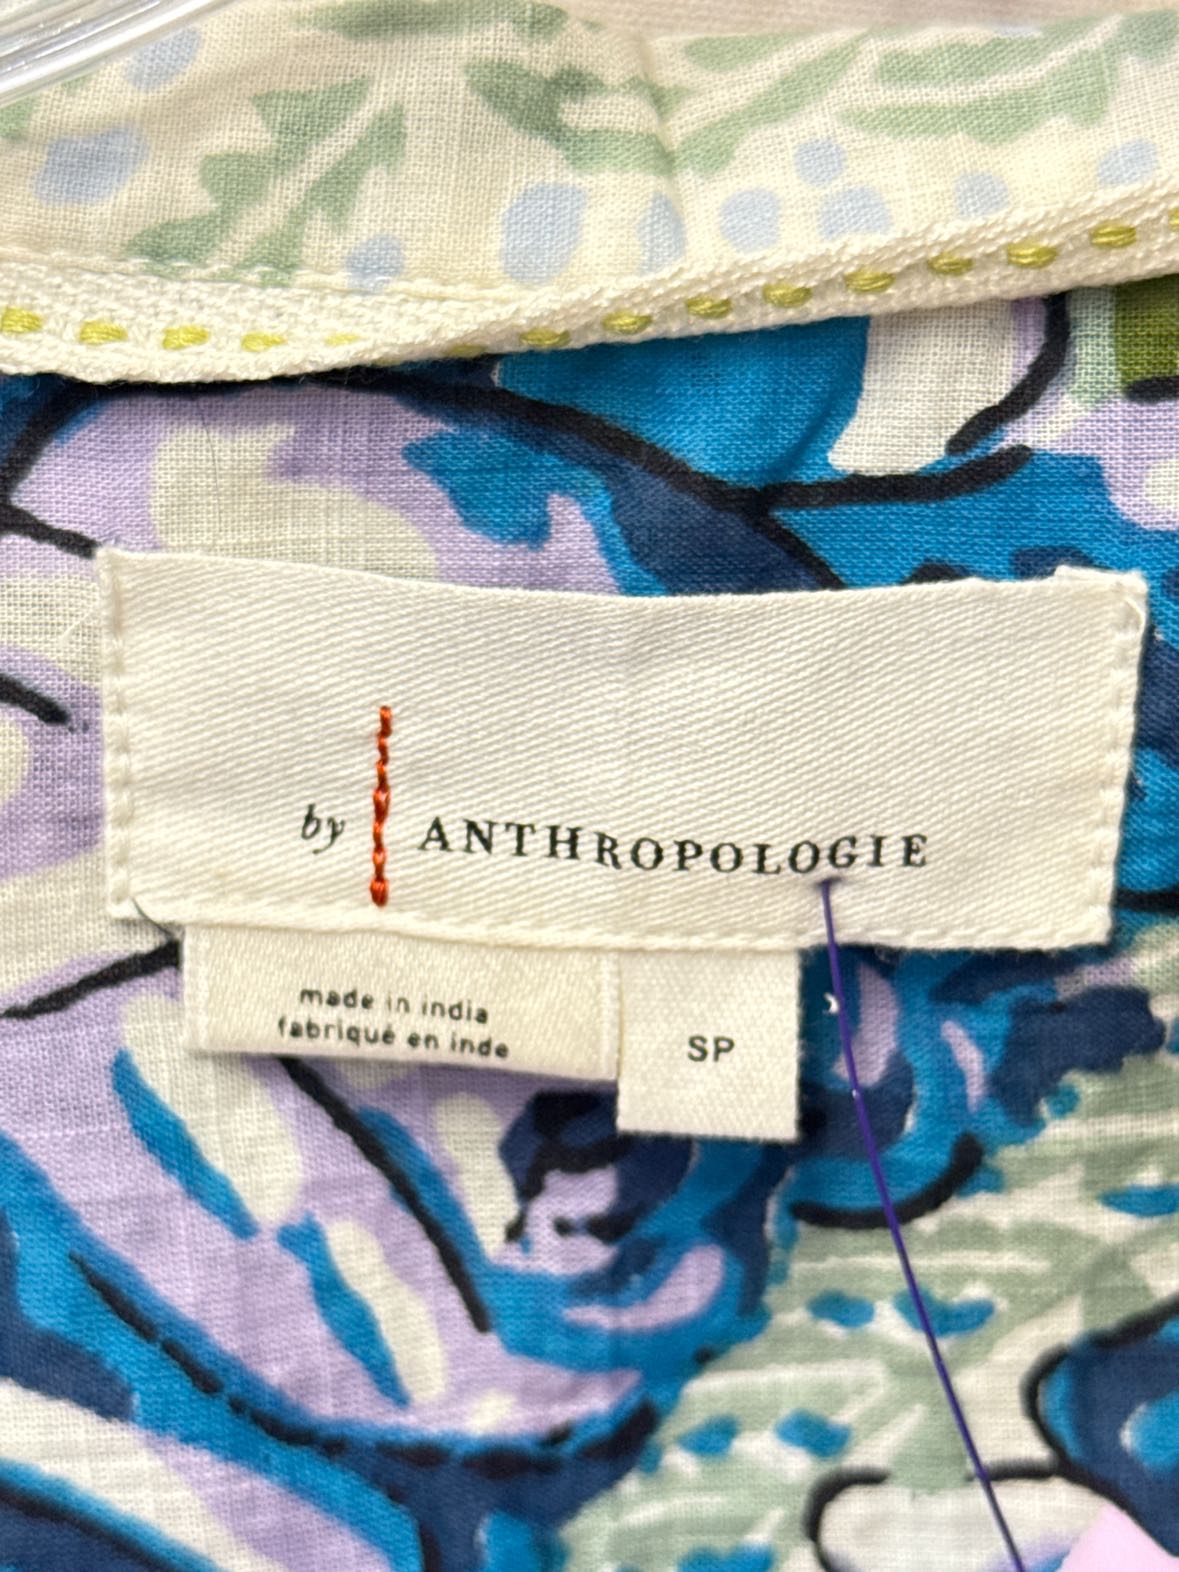 by ANTHROPOLOGIE
made in india
fabriqué en inde
SP